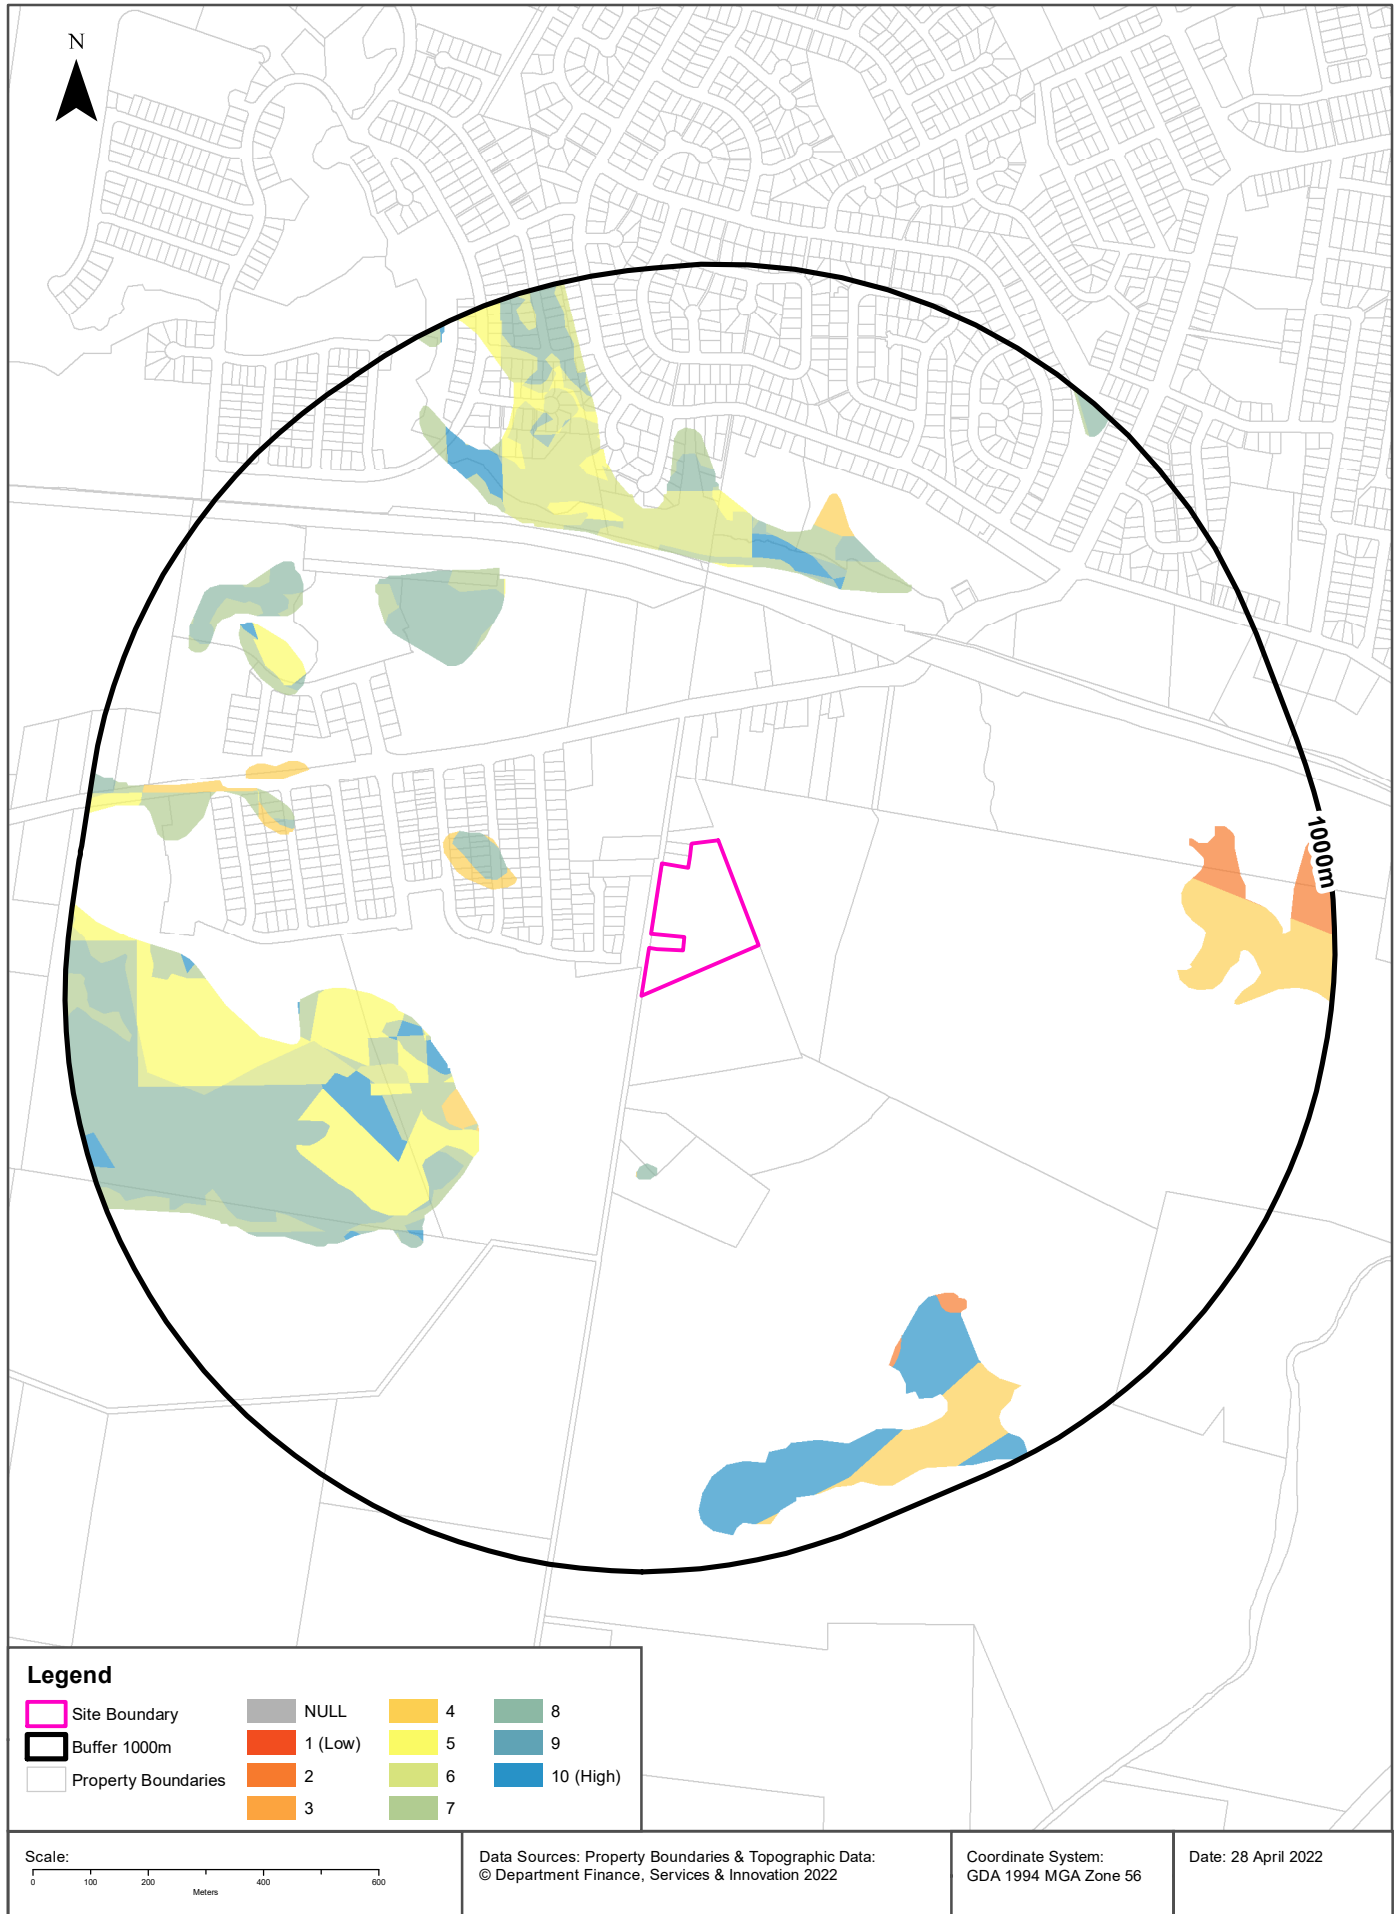 N
1000m
Legend
Site Boundary
Buffer 1000m
Property Boundaries
NULL
1 (Low)
2
3
4
5
6
7
8
9
10 (High)
Scale:
0 100 200 400 600
Meters
Data Sources: Property Boundaries & Topographic Data:
© Department Finance, Services & Innovation 2022
Coordinate System:
GDA 1994 MGA Zone 56
Date: 28 April 2022